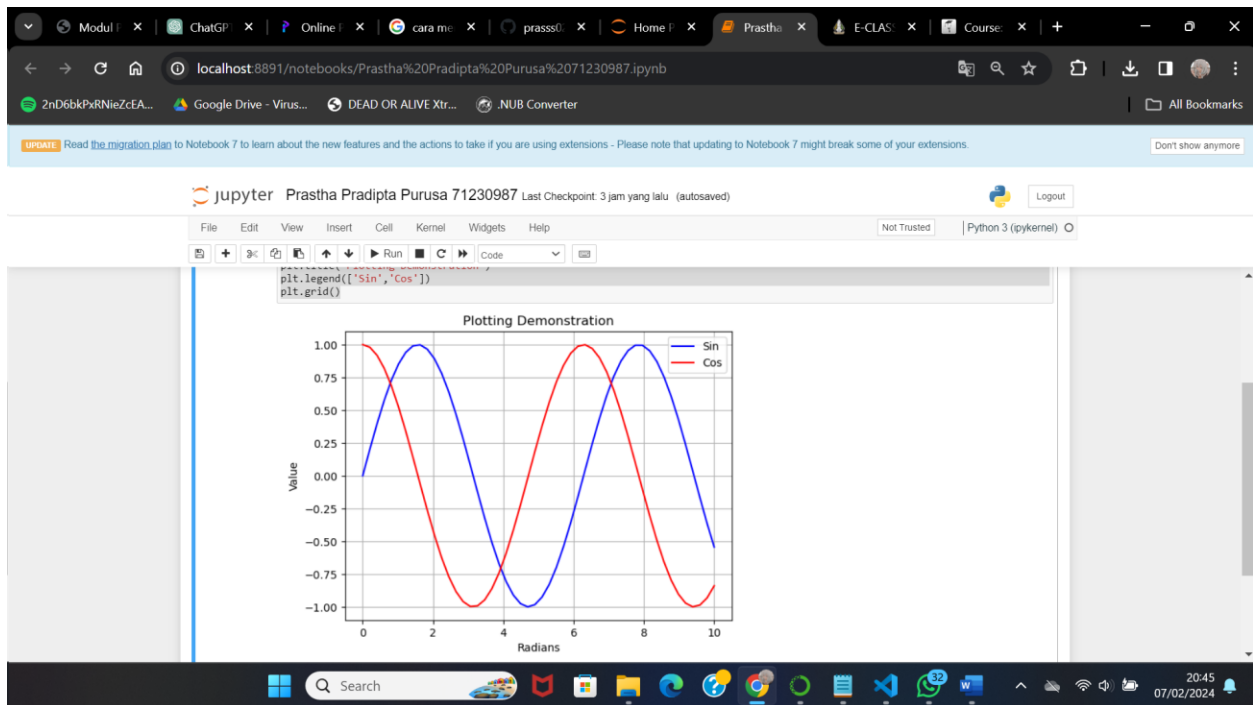 Modul F
ChatGP
Online F
cara me
prasss0
Home P
Prastha
E-CLAS
Course:
localhost:8891/notebooks/Prastha%20Pradipta%20Purusa%2071230987.ipynb
2nD6bkPxRNieZcEA...
Google Drive - Virus...
DEAD OR ALIVE Xtr...
.NUB Converter
All Bookmarks
UPDATE Read the migration plan to Notebook 7 to learn about the new features and the actions to take if you are using extensions - Please note that updating to Notebook 7 might break some of your extensions.
Don't show anymore
jupyter Prastha Pradipta Purusa 71230987 Last Checkpoint: 3 jam yang lalu (autosaved)
Logout
File Edit View Insert Cell Kernel Widgets Help
Not Trusted
Python 3 (ipykernel)
Run
Code
plt.title('Plotting Demonstration')
plt.legend(['Sin','Cos'])
plt.grid()
Plotting Demonstration
Sin
Cos
1.00
0.75
0.50
0.25
0.00
−0.25
−0.50
−0.75
−1.00
Value
0 2 4 6 8 10
Radians
Search
32
20:45
07/02/2024